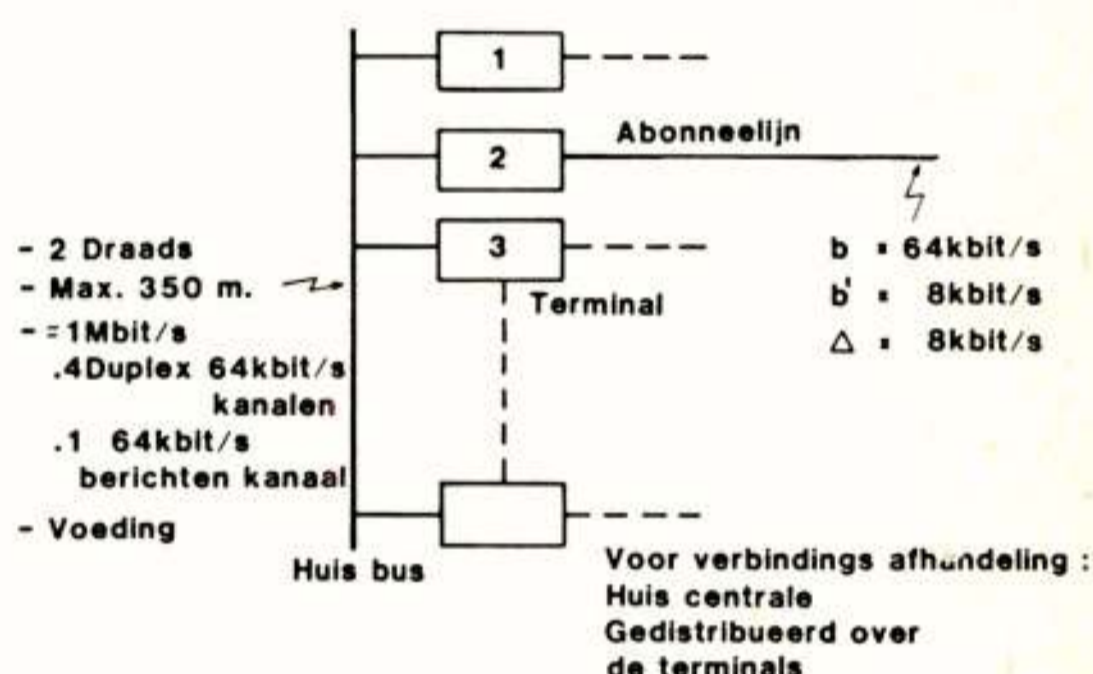 1
Abonneelijn
2
3
Terminal
- 2 Draads
- Max. 350 m.
- = 1Mbit/s
.4Duplex 64kbit/s
kanalen
.1 64kbit/s
berichten kanaal
- Voeding
Huis bus
b = 64kbit/s
b' = 8kbit/s
△ = 8kbit/s
Voor verbindings afhandeling :
Huis centrale
Gedistribueerd over
de terminals